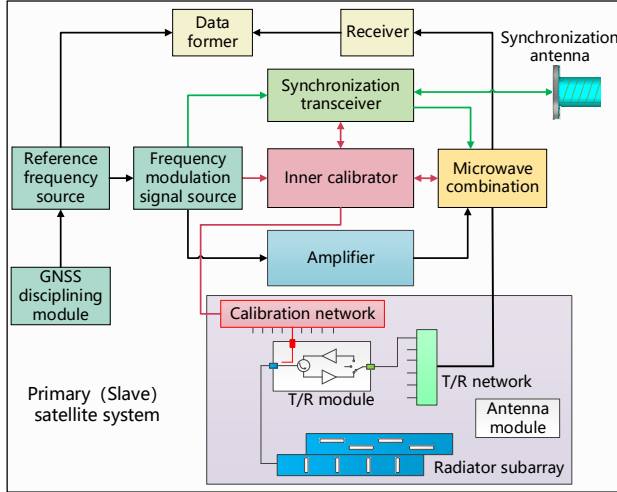 Data
former
Receiver
Synchronization
antenna
Synchronization
transceiver
Reference
frequency
source
Frequency
modulation
signal source
Inner calibrator
Microwave
combination
Amplifier
GNSS
disciplining
module
Calibration network
T/R module
T/R network
Primary (Slave)
satellite system
Antenna
module
Radiator subarray